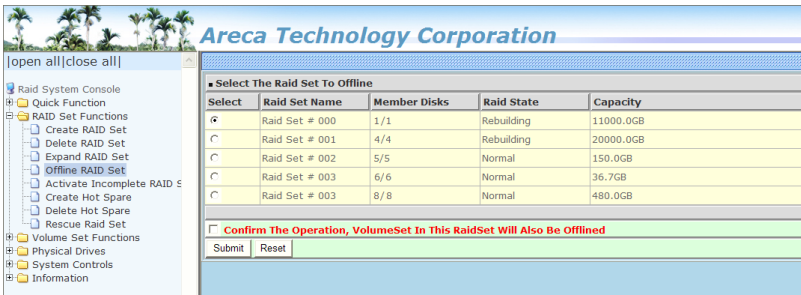 Areca Technology Corporation
|open all|close all|
Raid System Console
Quick Function
RAID Set Functions
Create RAID Set
Delete RAID Set
Expand RAID Set
Offline RAID Set
Activate Incomplete RAID S
Create Hot Spare
Delete Hot Spare
Rescue Raid Set
Volume Set Functions
Physical Drives
System Controls
Information
Select The Raid Set To Offline
Select Raid Set Name Member Disks Raid State Capacity
Raid Set # 000 1/1 Rebuilding 11000.0GB
Raid Set # 001 4/4 Rebuilding 20000.0GB
Raid Set # 002 5/5 Normal 150.0GB
Raid Set # 003 6/6 Normal 36.7GB
Raid Set # 003 8/8 Normal 480.0GB
Confirm The Operation, VolumeSet In This RaidSet Will Also Be Offlined
Submit Reset